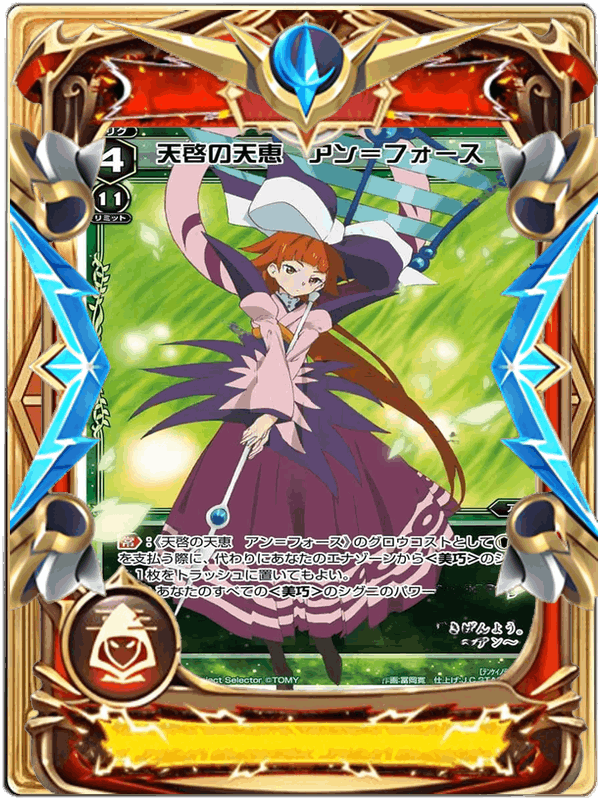 4
天啓の天恵 アン＝フォース
11
リミット
：《天啓の天恵 アン＝フォース》のグロウコストとして
を支払う際に、代わりにあなたのエナゾーンから＜美巧＞のシ
1枚をトラッシュに置いてもよい。
あなたのすべての＜美巧＞のシグニのパワー
きげんよう。
アン～
lect Selector ©TOMY